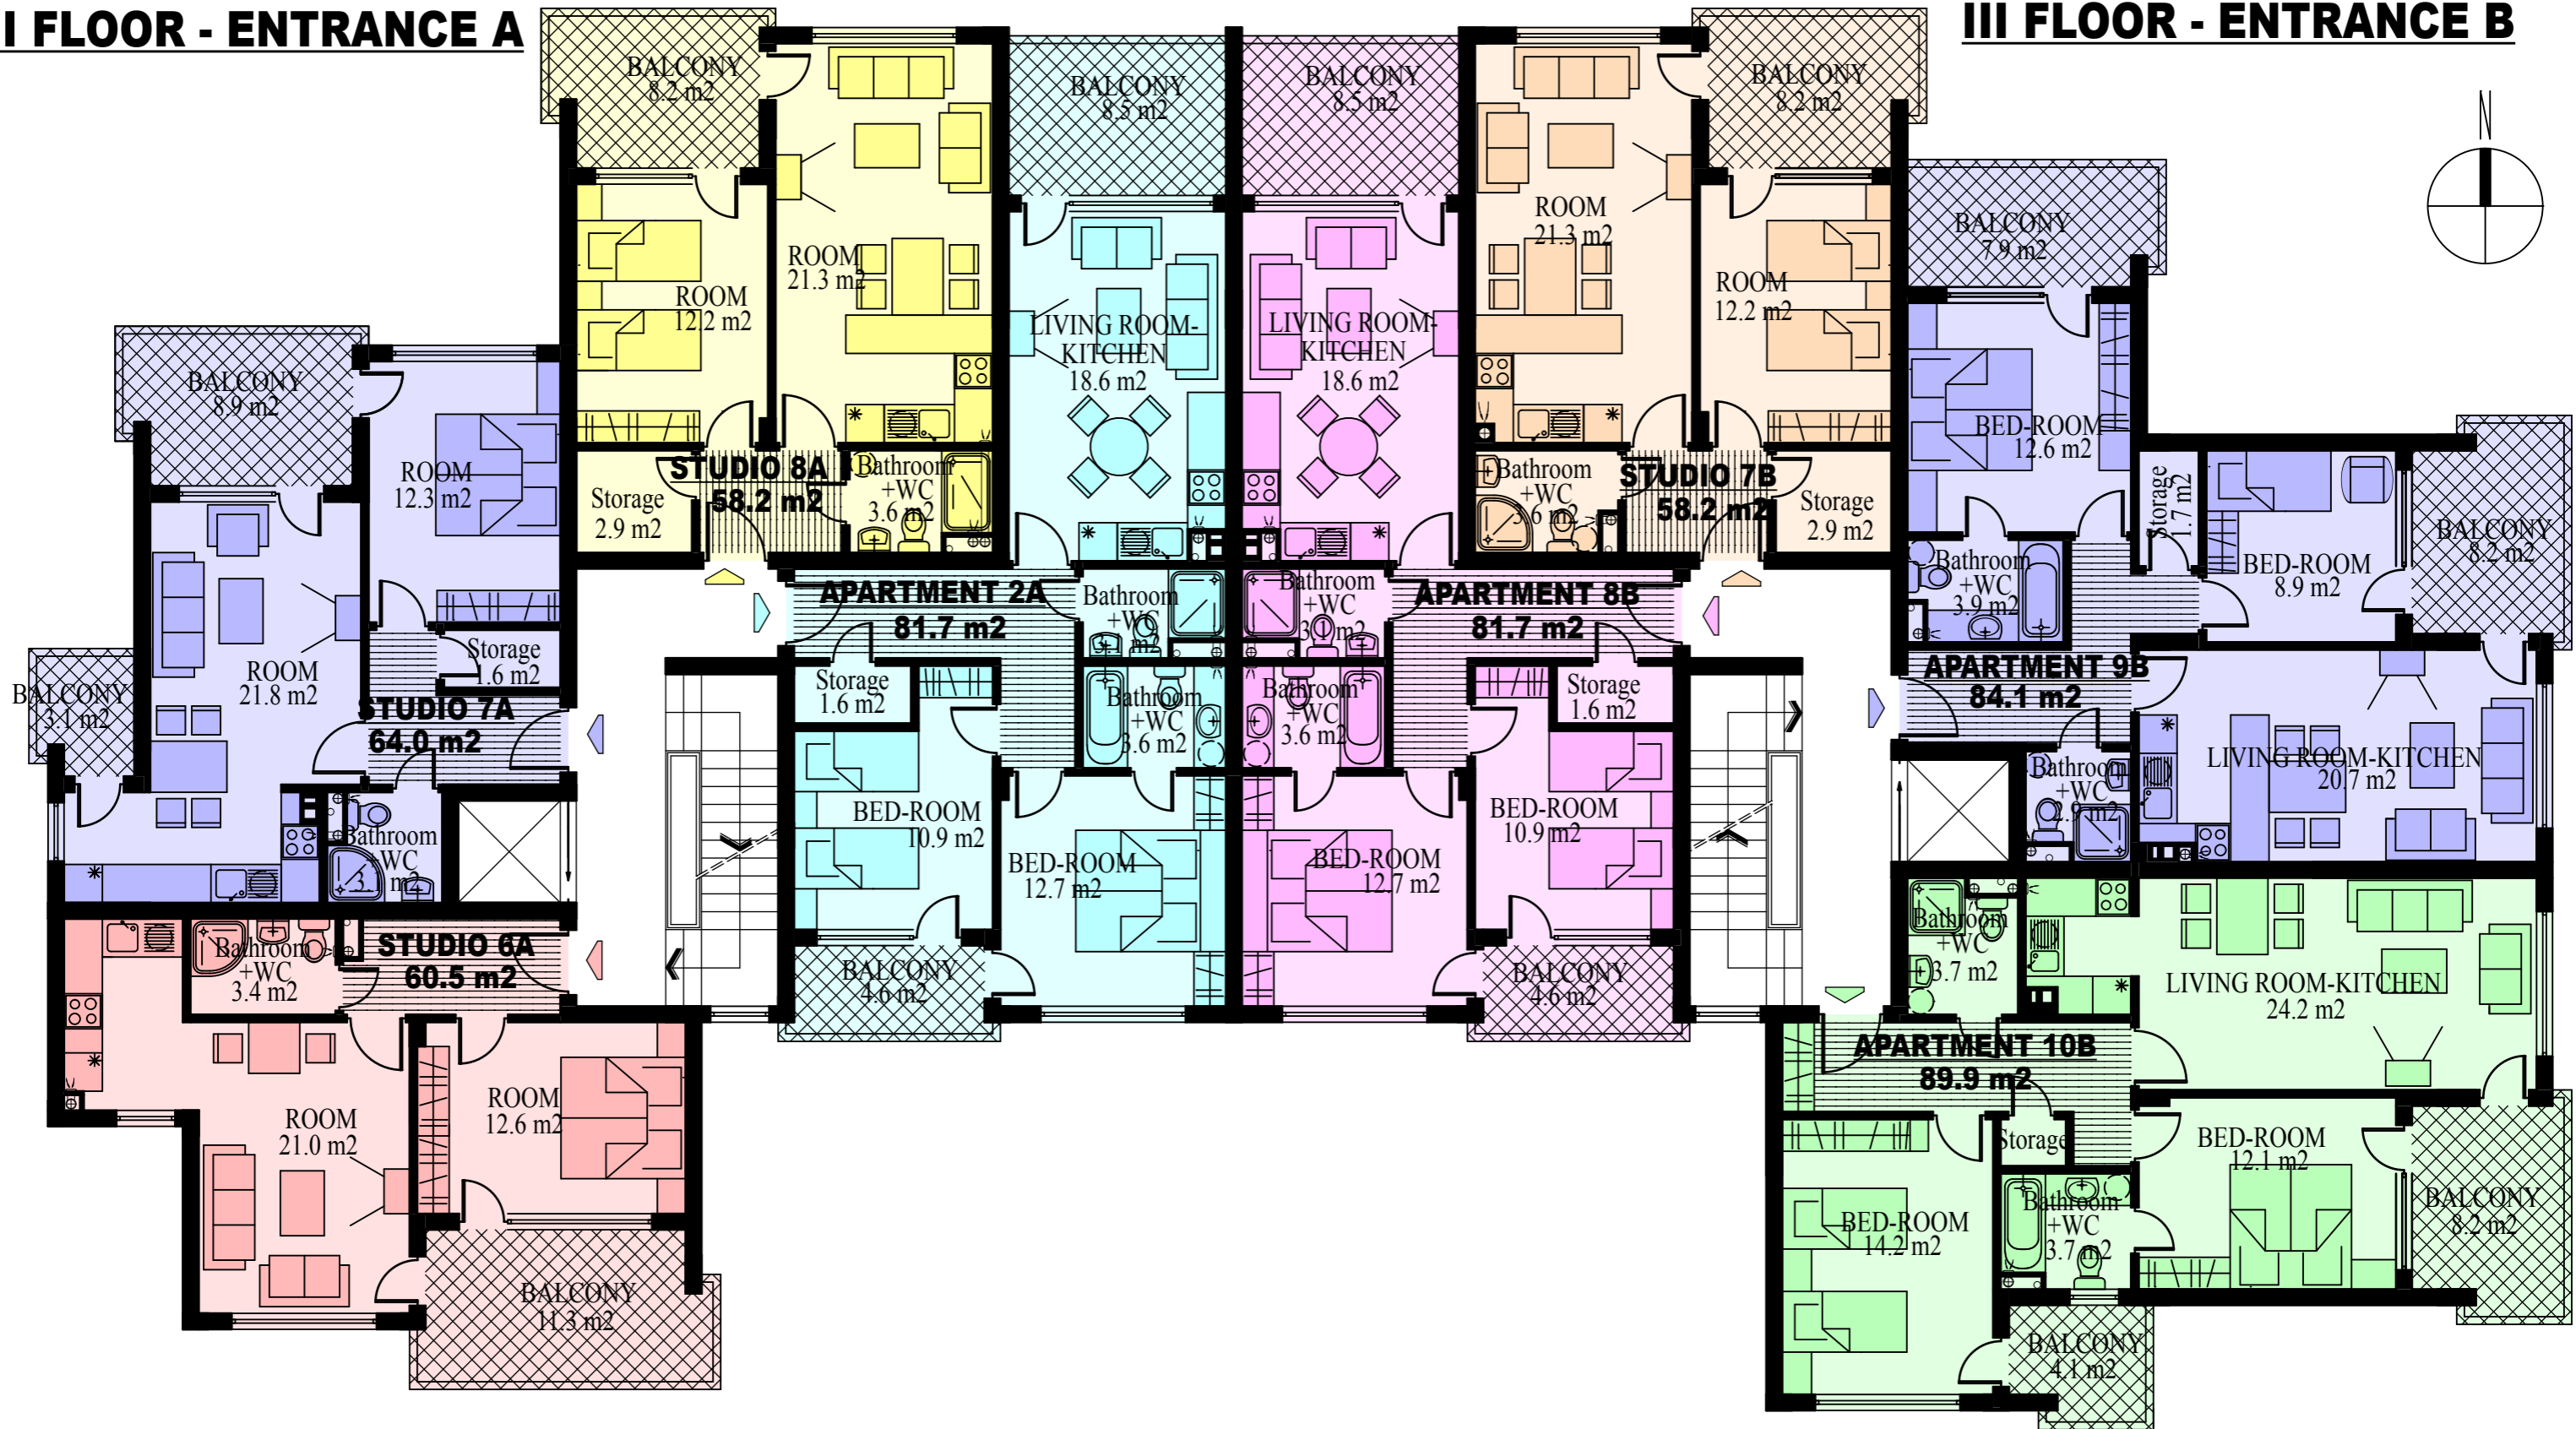 I FLOOR - ENTRANCE A
III FLOOR - ENTRANCE B
N
BALCONY
8.2 m2
ROOM
12.2 m2
ROOM
21.3 m2
Storage
2.9 m2
STUDIO 8A
58.2 m2
Bathroom
+WC
3.6 m2
BALCONY
8.5 m2
LIVING ROOM-
KITCHEN
18.6 m2
BALCONY
8.5 m2
LIVING ROOM-
KITCHEN
18.6 m2
BALCONY
8.2 m2
ROOM
21.3 m2
ROOM
12.2 m2
Bathroom
+WC
3.6 m2
STUDIO 7B
58.2 m2
Storage
2.9 m2
BALCONY
7.9 m2
BED-ROOM
12.6 m2
Storage
1.7 m2
BED-ROOM
8.9 m2
BALCONY
8.2 m2
Bathroom
+WC
3.9 m2
APARTMENT 9B
84.1 m2
Bathroom
+WC
2.9 m2
LIVING ROOM-KITCHEN
20.7 m2
BALCONY
8.9 m2
ROOM
12.3 m2
ROOM
21.8 m2
Storage
1.6 m2
BALCONY
3.1 m2
STUDIO 7A
64.0 m2
Bathroom
+WC
3.1 m2
APARTMENT 2A
81.7 m2
Bathroom
+WC
Storage
1.6 m2
Bathroom
+WC
3.6 m2
BED-ROOM
10.9 m2
BED-ROOM
12.7 m2
BALCONY
4.6 m2
Bathroom
+WC
3.1 m2
APARTMENT 8B
81.7 m2
Bathroom
+WC
3.6 m2
Storage
1.6 m2
BED-ROOM
12.7 m2
BED-ROOM
10.9 m2
BALCONY
4.6 m2
Bathroom
+WC
3.4 m2
STUDIO 6A
60.5 m2
ROOM
21.0 m2
ROOM
12.6 m2
BALCONY
11.3 m2
Bathroom
+WC
3.7 m2
LIVING ROOM-KITCHEN
24.2 m2
APARTMENT 10B
89.9 m2
Storage
BED-ROOM
12.1 m2
BALCONY
8.2 m2
BED-ROOM
14.2 m2
Bathroom
+WC
3.7 m2
BALCONY
4.1 m2